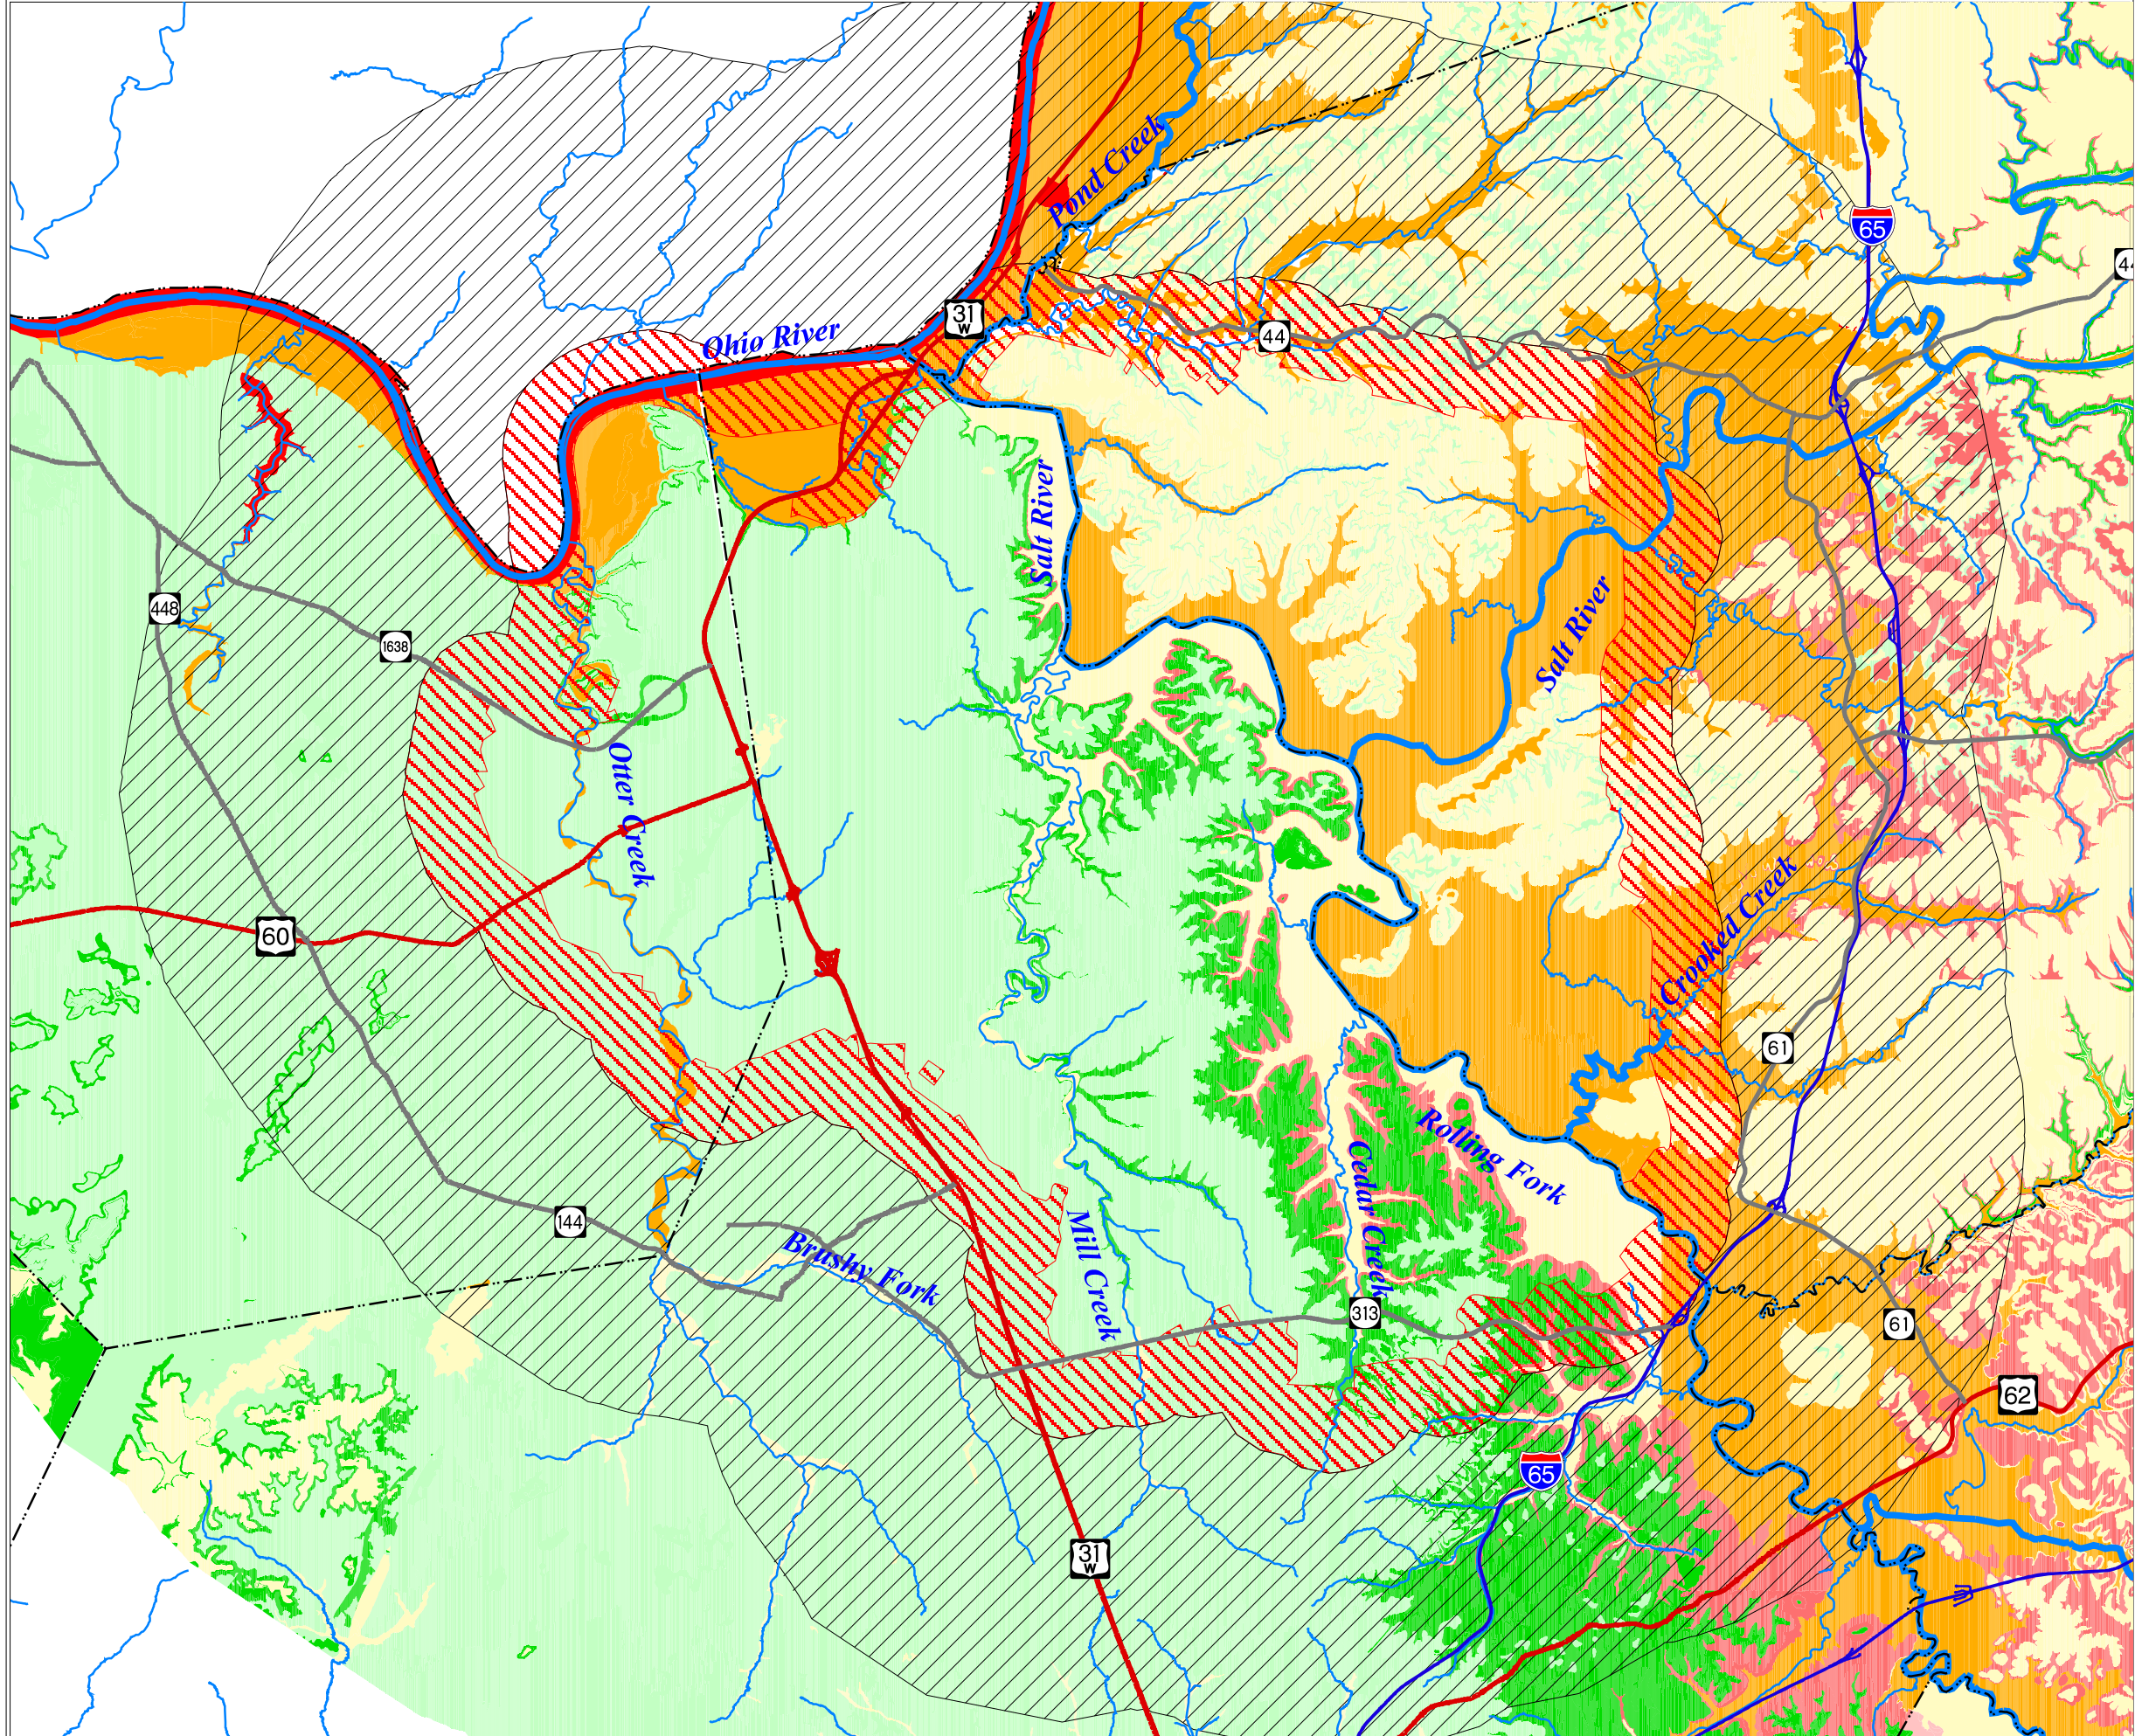 Pond Creek
65
44
31
W
Ohio River
44
Salt River
448
1638
Salt River
Otter Creek
Crooked Creek
60
61
Rolling Fork
Cedar Creek
144
Mill Creek
Brushy Fork
313
61
62
65
31
W